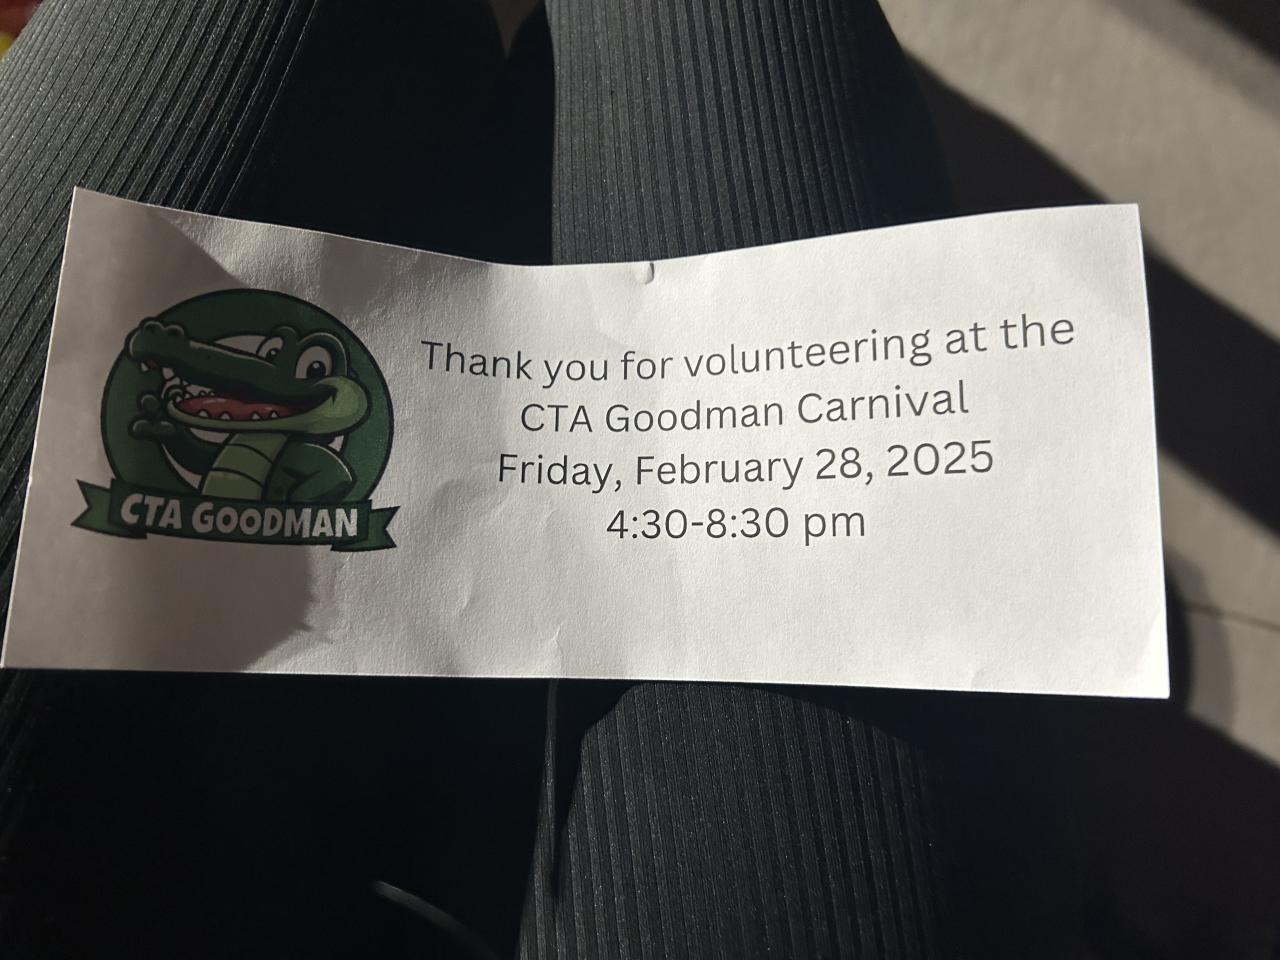 CTA GOODMAN
Thank you for volunteering at the
CTA Goodman Carnival
Friday, February 28, 2025
4:30-8:30 pm